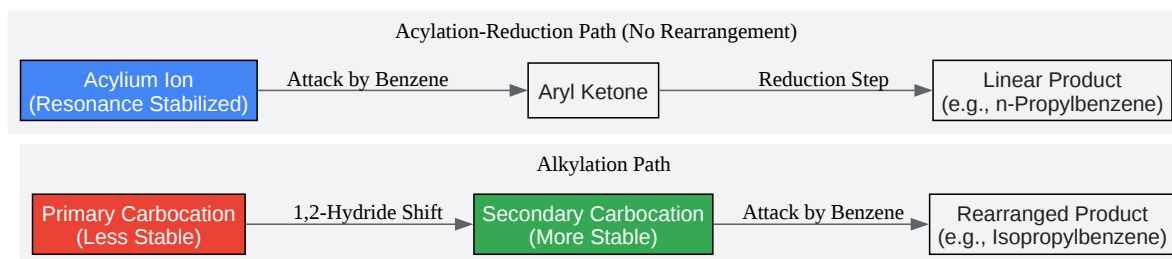 Acylation-Reduction Path (No Rearrangement)
Acylium Ion
(Resonance Stabilized)
Attack by Benzene
Aryl Ketone
Reduction Step
Linear Product
(e.g., n-Propylbenzene)
Alkylation Path
Primary Carbocation
(Less Stable)
1,2-Hydride Shift
Secondary Carbocation
(More Stable)
Attack by Benzene
Rearranged Product
(e.g., Isopropylbenzene)